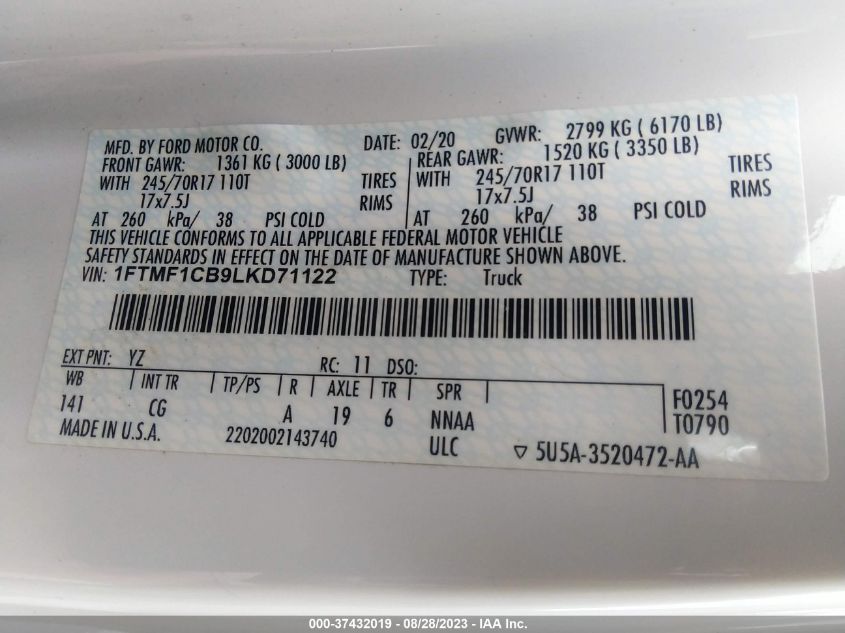 MFD. BY FORD MOTOR CO. DATE: 02/20 GVWR: 2799 KG ( 6170 LB)
FRONT GAWR: 1361 KG ( 3000 LB) REAR GAWR: 1520 KG ( 3350 LB)
WITH 245/70R17 110T TIRES WITH 245/70R17 110T TIRES
17x7.5J RIMS 17x7.5J RIMS
AT 260 kPa/ 38 PSI COLD AT 260 kPa/ 38 PSI COLD
THIS VEHICLE CONFORMS TO ALL APPLICABLE FEDERAL MOTOR VEHICLE
SAFETY STANDARDS IN EFFECT ON THE DATE OF MANUFACTURE SHOWN ABOVE.
VIN: 1FTMF1CB9LKD71122 TYPE: Truck
EXT PNT: YZ RC: 11 DSO:
WB INT TR TP/PS R AXLE TR SPR F0254
141 CG A 19 6 NNAA T0790
MADE IN U.S.A. 2202002143740 ULC ▽ 5U5A-3520472-AA
000-37432019 - 08/28/2023 - IAA Inc.